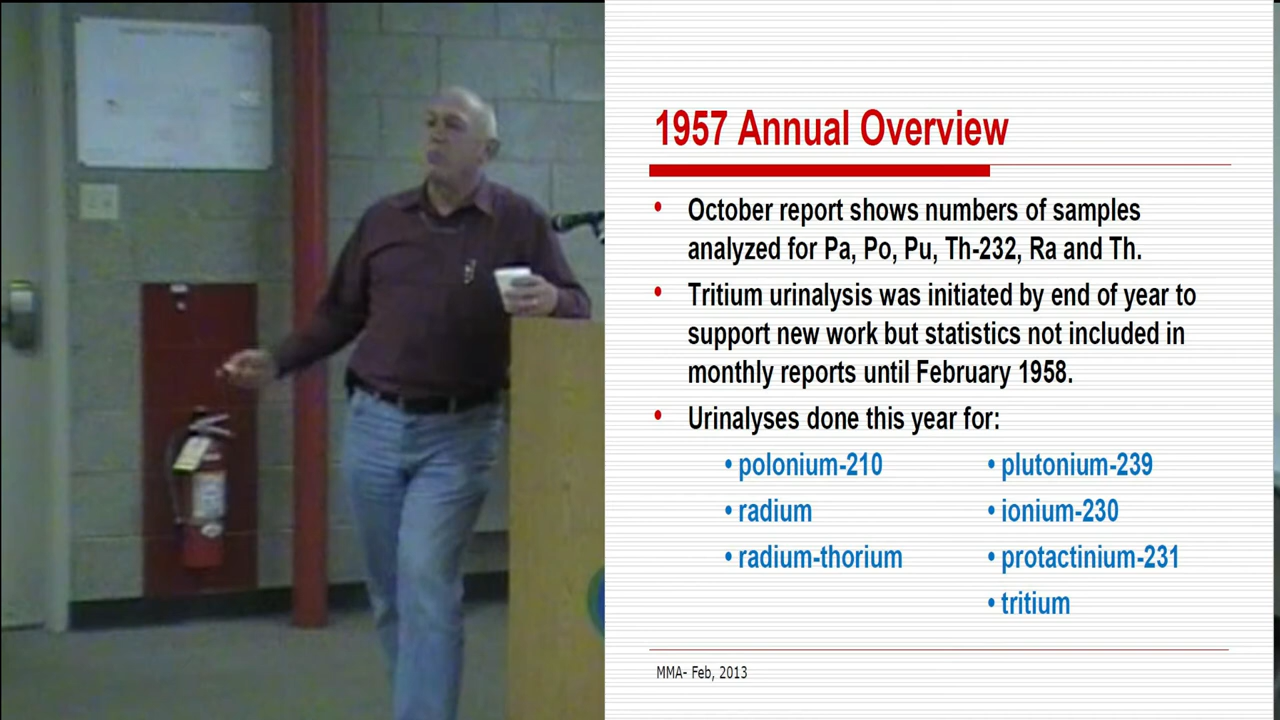 1957 Annual Overview
• October report shows numbers of samples
analyzed for Pa, Po, Pu, Th-232, Ra and Th.
• Tritium urinalysis was initiated by end of year to
support new work but statistics not included in
monthly reports until February 1958.
• Urinalyses done this year for:
• polonium-210
• radium
• radium-thorium
• plutonium-239
• ionium-230
• protactinium-231
• tritium
MMA- Feb, 2013